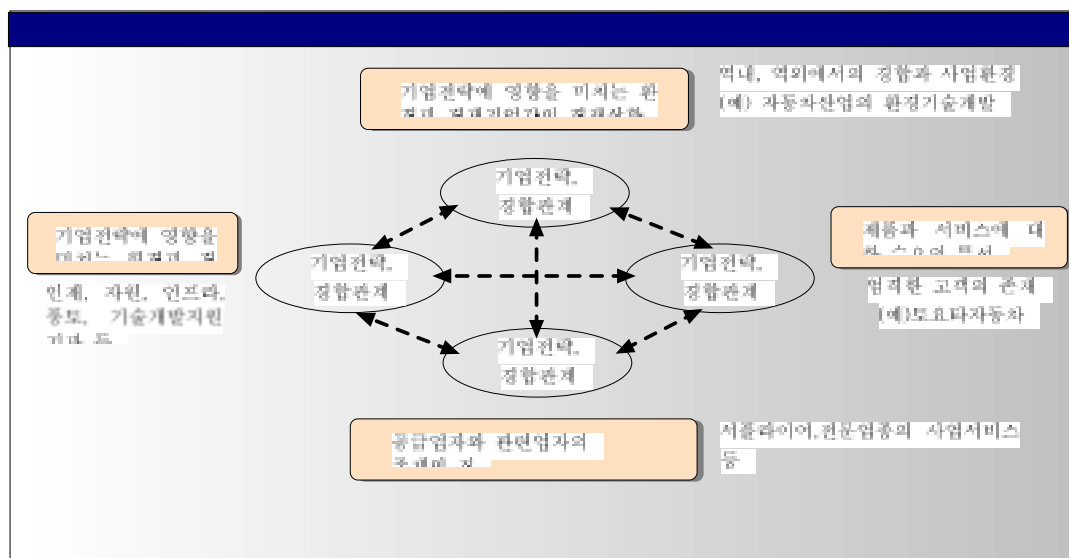 기업전략에 영향을 미치는 환
역내, 역외에서의 경합과 사업환경
(예) 자동차산업의 환경기술개발
기업전략,
경합관계
기업전략에 영향을
인재, 자원, 인프라,
풍토, 기술개발지원
기업전략,
경합관계
기업전략,
경합관계
제품과 서비스에 대
엄격한 고객의 존재
(예)토요타자동차
기업전략,
경합관계
공급업자와 관련업자의
서플라이어,전문업종의 사업서비스
등